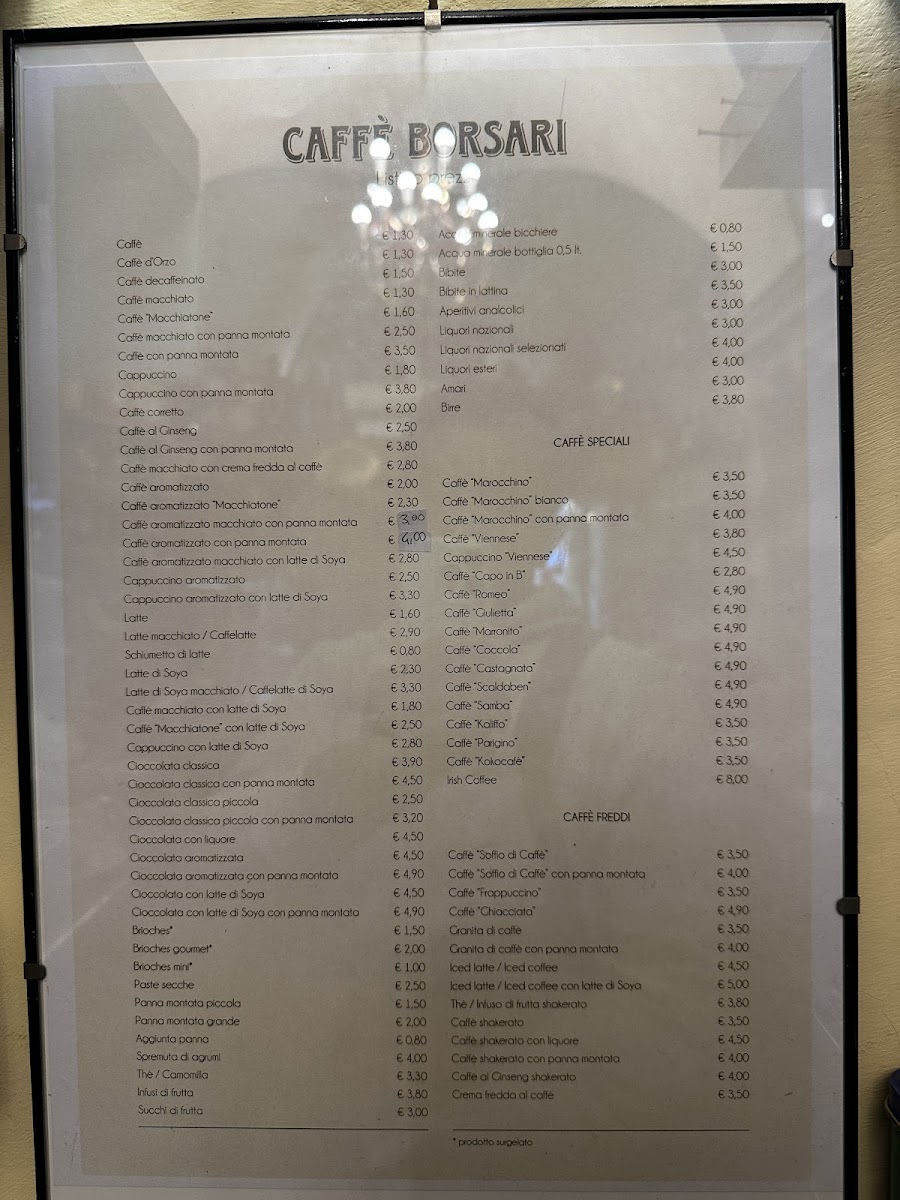 CAFFÈ BORSARI
Listino prezzi
Caffè € 1,30
Caffè d'Orzo € 1,30
Caffè decaffeinato € 1,50
Caffè macchiato € 1,30
Caffè "Macchiatone" € 1,60
Caffè macchiato con panna montata € 2,50
Caffè con panna montata € 3,50
Cappuccino € 1,80
Cappuccino con panna montata € 3,80
Caffè corretto € 2,00
Caffè al Ginseng € 2,50
Caffè al Ginseng con panna montata € 3,80
Caffè macchiato con crema fredda al caffè € 2,80
Caffè aromatizzato € 2,00
Caffè aromatizzato "Macchiatone" € 2,30
Caffè aromatizzato macchiato con panna montata € 3,00
Caffè aromatizzato con panna montata € 4,00
Caffè aromatizzato macchiato con latte di Soya € 2,80
Cappuccino aromatizzato € 2,50
Cappuccino aromatizzato con latte di Soya € 3,30
Latte € 1,60
Latte macchiato / Caffelatte € 2,90
Schiumetta di latte € 0,80
Latte di Soya € 2,30
Latte di Soya macchiato / Caffelatte di Soya € 3,30
Caffè macchiato con latte di Soya € 1,80
Caffè "Macchiatone" con latte di Soya € 2,50
Cappuccino con latte di Soya € 2,80
Cioccolata classica € 3,90
Cioccolata classica con panna montata € 4,50
Cioccolata classica piccola € 2,50
Cioccolata classica piccola con panna montata € 3,20
Cioccolata con liquore € 4,50
Cioccolata aromatizzata € 4,50
Cioccolata aromatizzata con panna montata € 4,90
Cioccolata con latte di Soya € 4,50
Cioccolata con latte di Soya con panna montata € 4,90
Brioches* € 1,50
Brioches gourmet* € 2,00
Brioches mini* € 1,00
Paste secche € 2,50
Panna montata piccola € 1,50
Panna montata grande € 2,00
Aggiunta panna € 0,80
Spremuta di agrumi € 4,00
Thè / Camomilla € 3,30
Infusi di frutta € 3,80
Succhi di frutta € 3,00
Acqua minerale bicchiere € 0,80
Acqua minerale bottiglia 0,5 lt. € 1,50
Bibite € 3,00
Bibite in lattina € 3,50
Aperitivi analcolici € 3,00
Liquori nazionali € 3,00
Liquori nazionali selezionati € 4,00
Liquori esteri € 4,00
Amari € 3,00
Birre € 3,80
CAFFÈ SPECIALI
Caffè "Marocchino" € 3,50
Caffè "Marocchino" bianco € 3,50
Caffè "Marocchino" con panna montata € 4,00
Caffè "Viennese" € 3,80
Cappuccino "Viennese" € 4,50
Caffè "Capo in B" € 2,80
Caffè "Romeo" € 4,90
Caffè "Giulietta" € 4,90
Caffè "Marronito" € 4,90
Caffè "Coccola" € 4,90
Caffè "Castagnata" € 4,90
Caffè "Scaldaben" € 4,90
Caffè "Samba" € 4,90
Caffè "Kaliffo" € 3,50
Caffè "Parigino" € 3,50
Caffè "Kokocafè" € 3,50
Irish Coffee € 8,00
CAFFÈ FREDDI
Caffè "Soffio di Caffè" € 3,50
Caffè "Soffio di Caffè" con panna montata € 4,00
Caffè "Frappuccino" € 3,50
Caffè "Chiacciata" € 4,90
Granita di caffè € 3,50
Granita di caffè con panna montata € 4,00
Iced latte / Iced coffee € 4,50
Iced latte / Iced coffee con latte di Soya € 5,00
Thè / Infuso di frutta shakerato € 3,80
Caffè shakerato € 3,50
Caffè shakerato con liquore € 4,50
Caffè shakerato con panna montata € 4,00
Caffè al Ginseng shakerato € 4,00
Crema fredda al caffè € 3,50
* prodotto surgelato